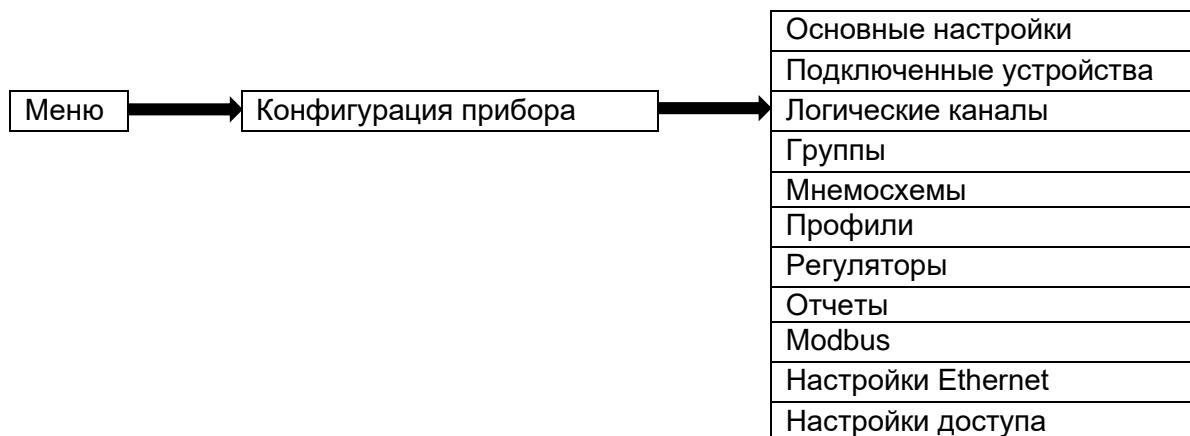 Основные настройки
Подключенные устройства
Меню
Конфигурация прибора
Логические каналы
Группы
Мнемосхемы
Профили
Регуляторы
Отчеты
Modbus
Настройки Ethernet
Настройки доступа